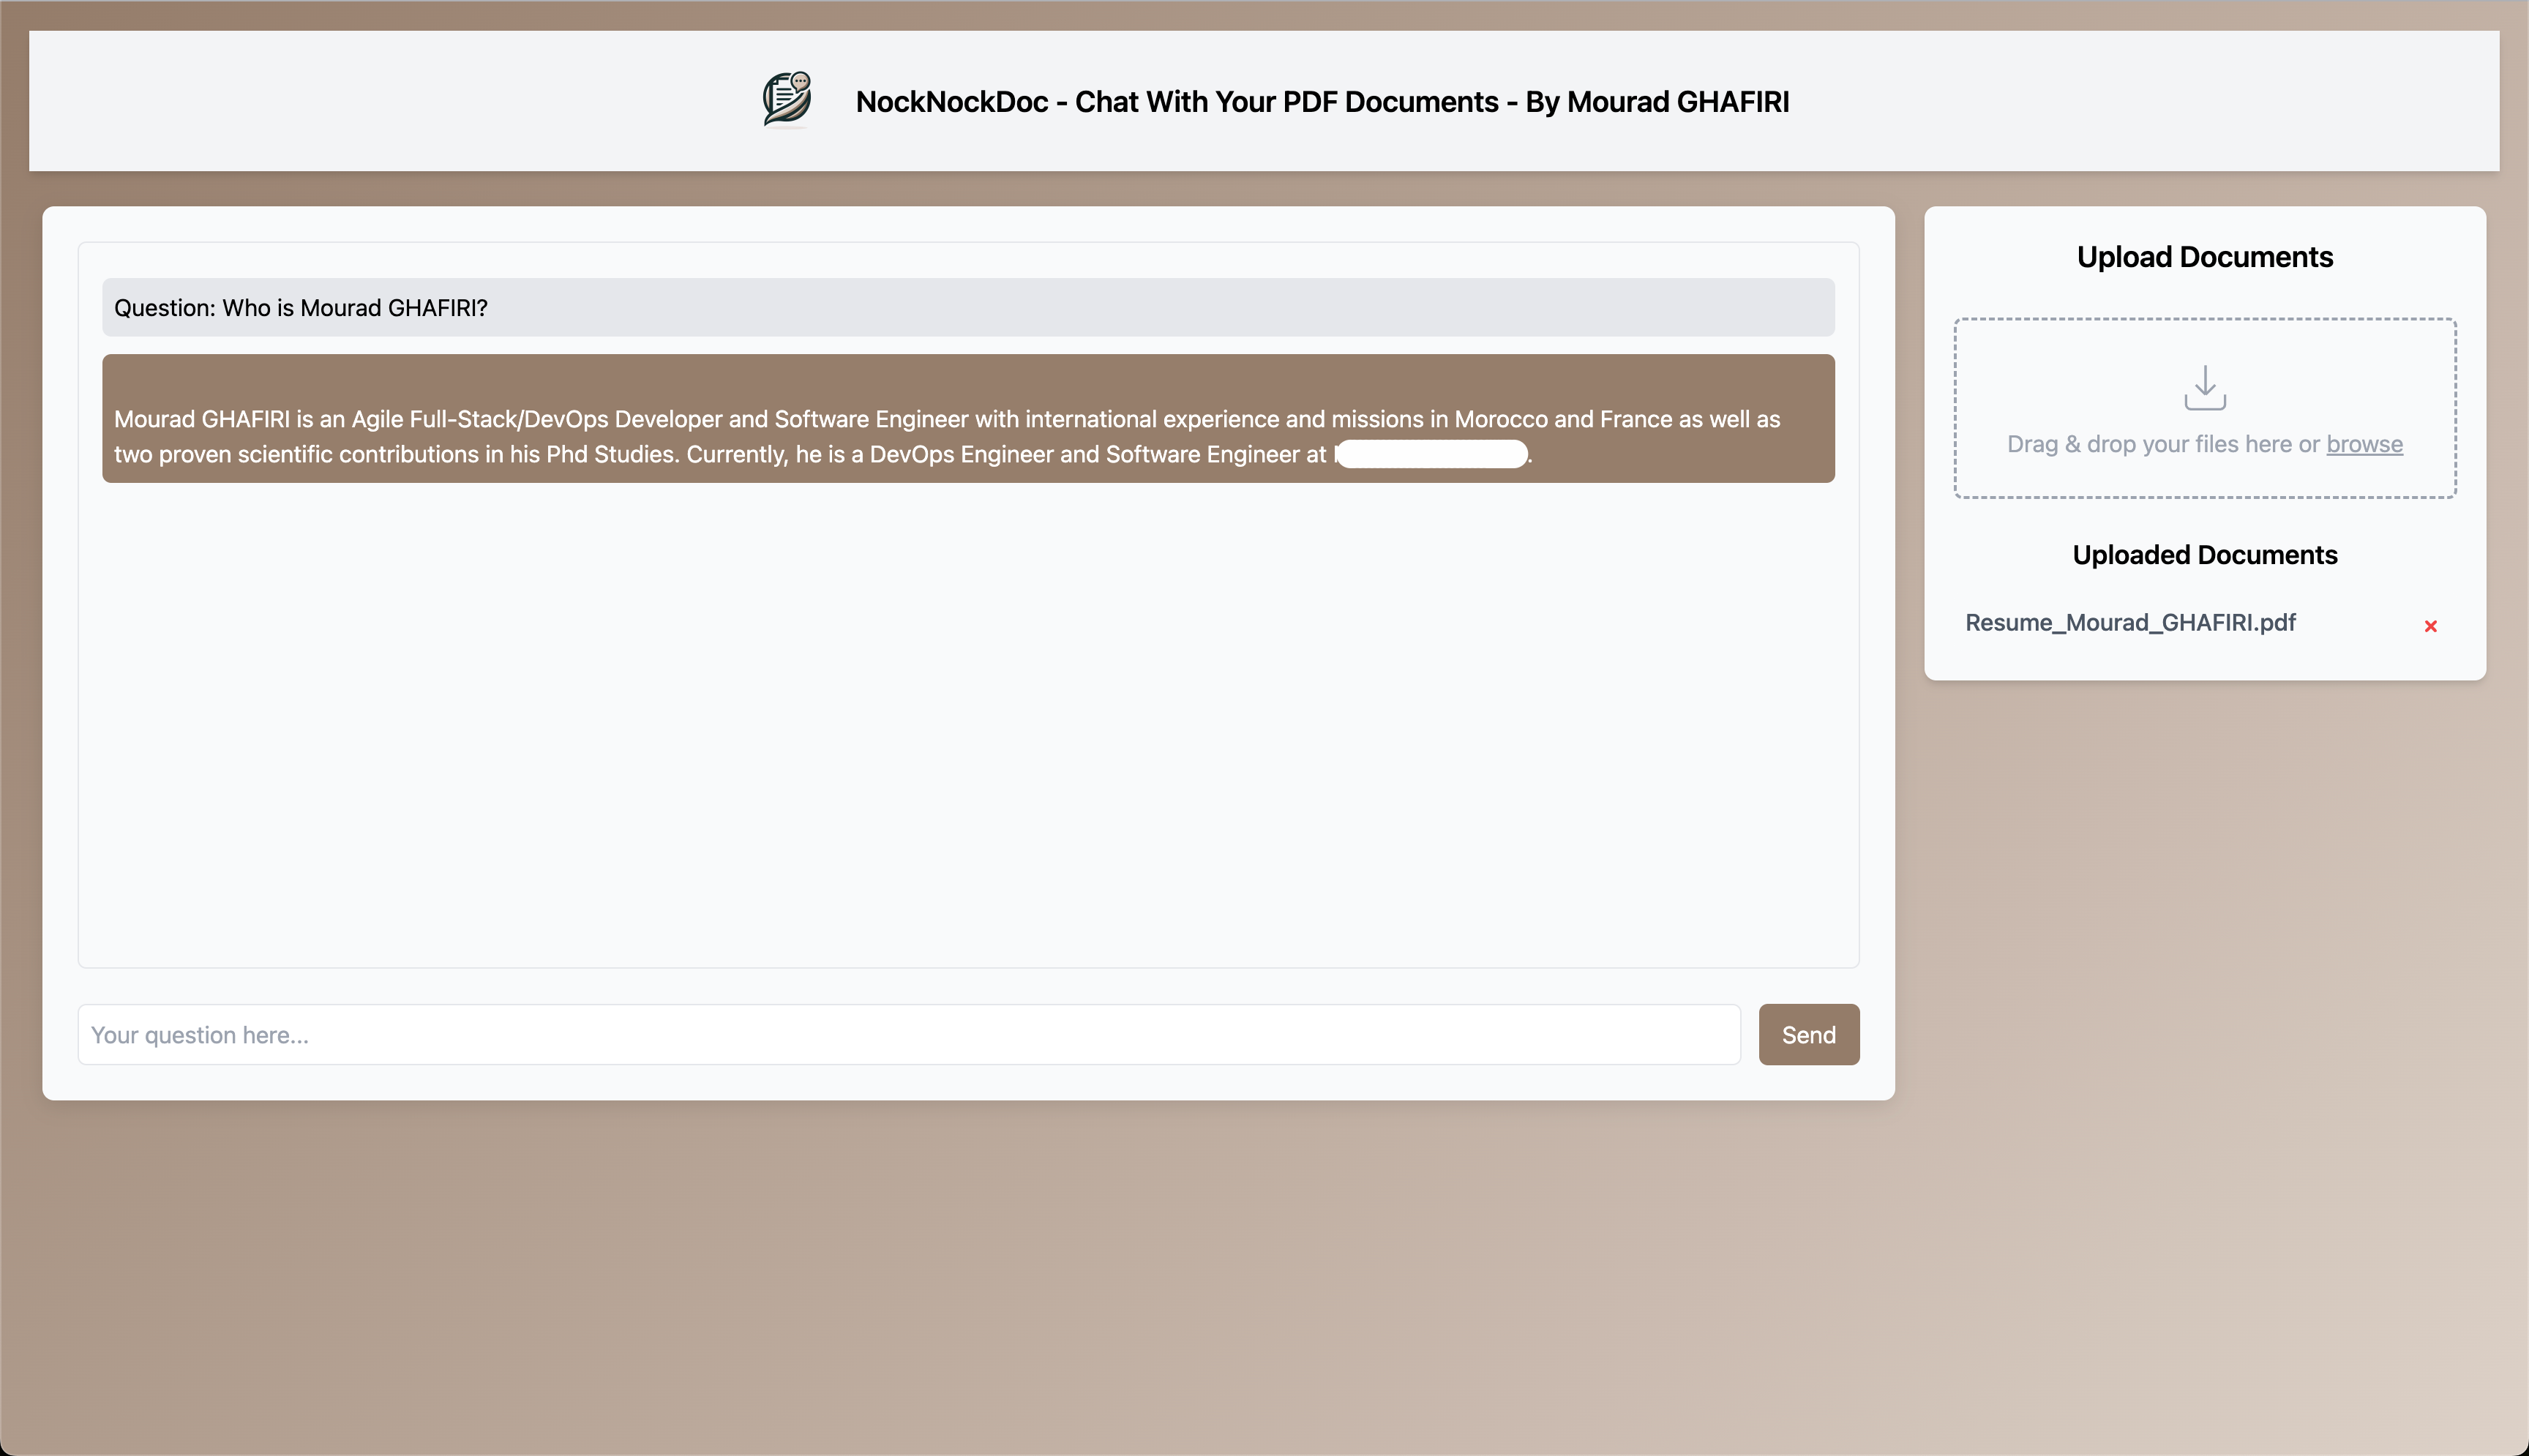 NockNockDoc - Chat With Your PDF Documents - By Mourad GHAFIRI
Question: Who is Mourad GHAFIRI?
Mourad GHAFIRI is an Agile Full-Stack/DevOps Developer and Software Engineer with international experience and missions in Morocco and France as well as
two proven scientific contributions in his Phd Studies. Currently, he is a DevOps Engineer and Software Engineer at .
Your question here...
Send
Upload Documents
Drag & drop your files here or browse
Uploaded Documents
Resume_Mourad_GHAFIRI.pdf